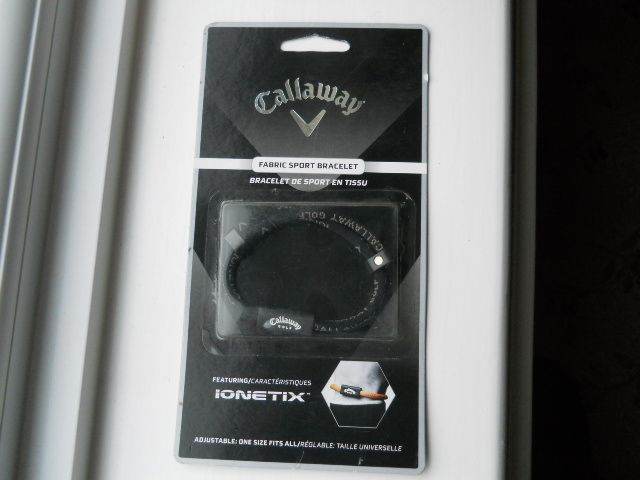 Callaway
FABRIC SPORT BRACELET
BRACELET DE SPORT EN TISSU
CALLAWAY GOLF
Callaway
GOLF
FEATURING/CARACTÉRISTIQUES
IONETIX™
ADJUSTABLE: ONE SIZE FITS ALL/RÉGLABLE: TAILLE UNIVERSELLE